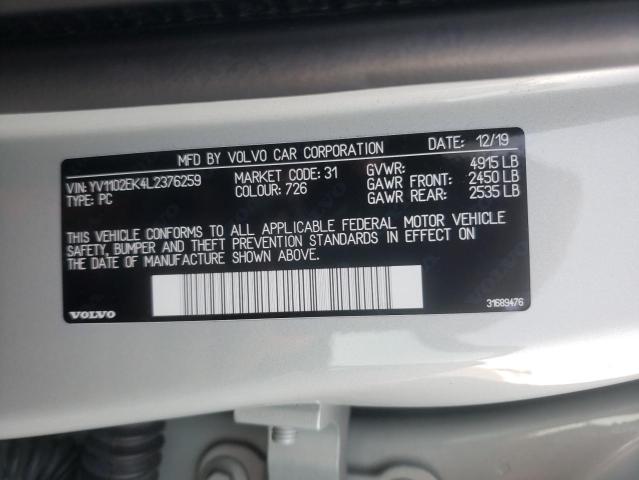 MFD BY VOLVO CAR CORPORATION DATE: 12/19
VIN: YV1102EK4L2376259 MARKET CODE: 31 GVWR: 4915 LB
TYPE: PC COLOUR: 726 GAWR FRONT: 2450 LB
GAWR REAR: 2535 LB
THIS VEHICLE CONFORMS TO ALL APPLICABLE FEDERAL MOTOR VEHICLE
SAFETY, BUMPER AND THEFT PREVENTION STANDARDS IN EFFECT ON
THE DATE OF MANUFACTURE SHOWN ABOVE.
VOLVO 31689476